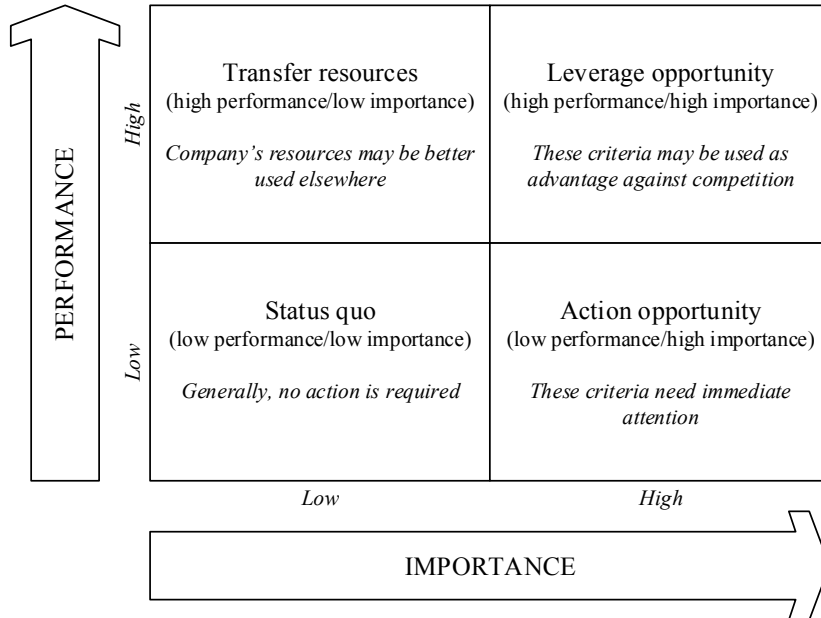 PERFORMANCE
High
Low
Transfer resources
(high performance/low importance)
Company's resources may be better
used elsewhere
Leverage opportunity
(high performance/high importance)
These criteria may be used as
advantage against competition
Status quo
(low performance/low importance)
Generally, no action is required
Action opportunity
(low performance/high importance)
These criteria need immediate
attention
Low
High
IMPORTANCE